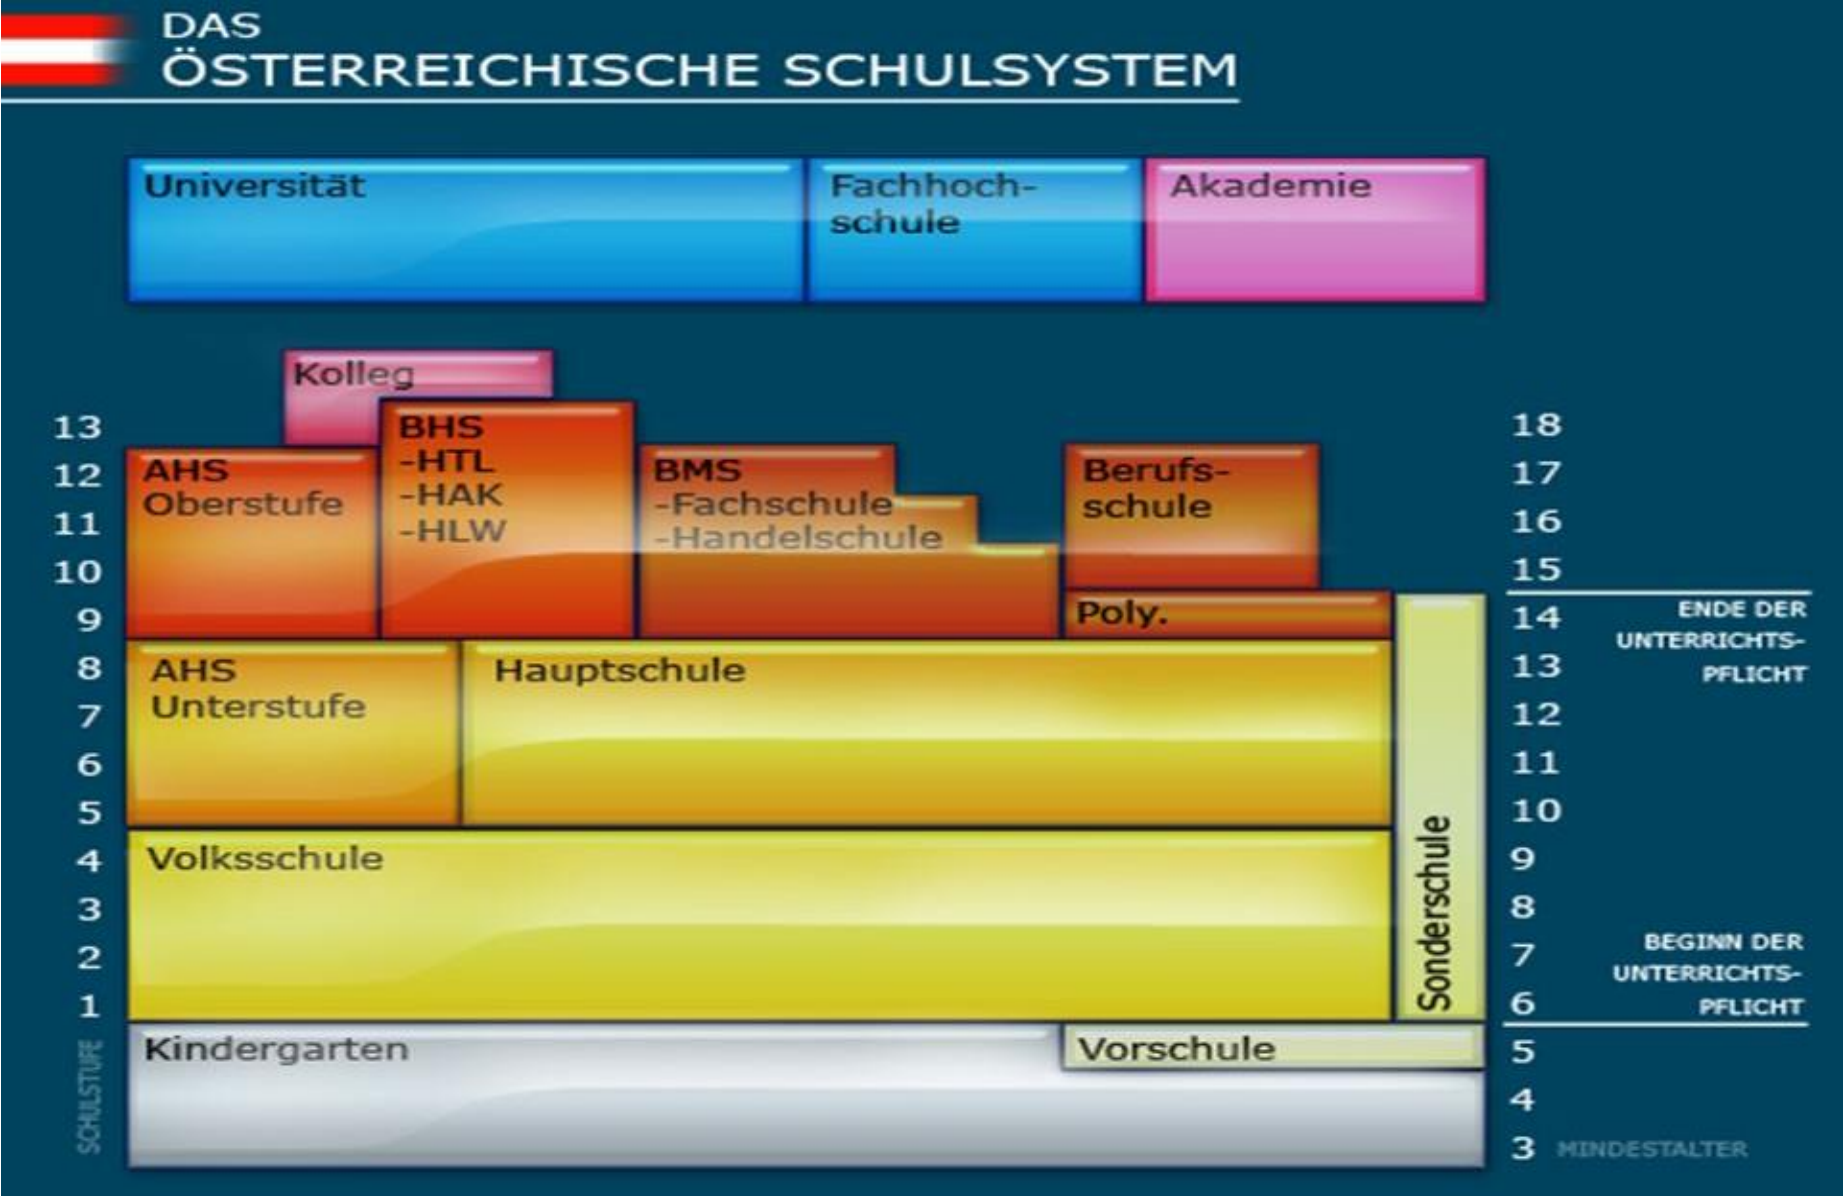 DAS
ÖSTERREICHISCHE SCHULSYSTEM
Universität
Fachhoch-
schule
Akademie
Kolleg
BHS
-HTL
-HAK
-HLW
AHS
Oberstufe
BMS
-Fachschule
-Handelschule
Berufs-
schule
Poly.
AHS
Unterstufe
Hauptschule
Volksschule
Sonderschule
Kindergarten
Vorschule
13
12
11
10
9
8
7
6
5
4
3
2
1
SCHULSTUFE
18
17
16
15
14
13
12
11
10
9
8
7
6
5
4
3
MINDESTALTER
ENDE DER
UNTERRICHTS-
PFLICHT
BEGINN DER
UNTERRICHTS-
PFLICHT